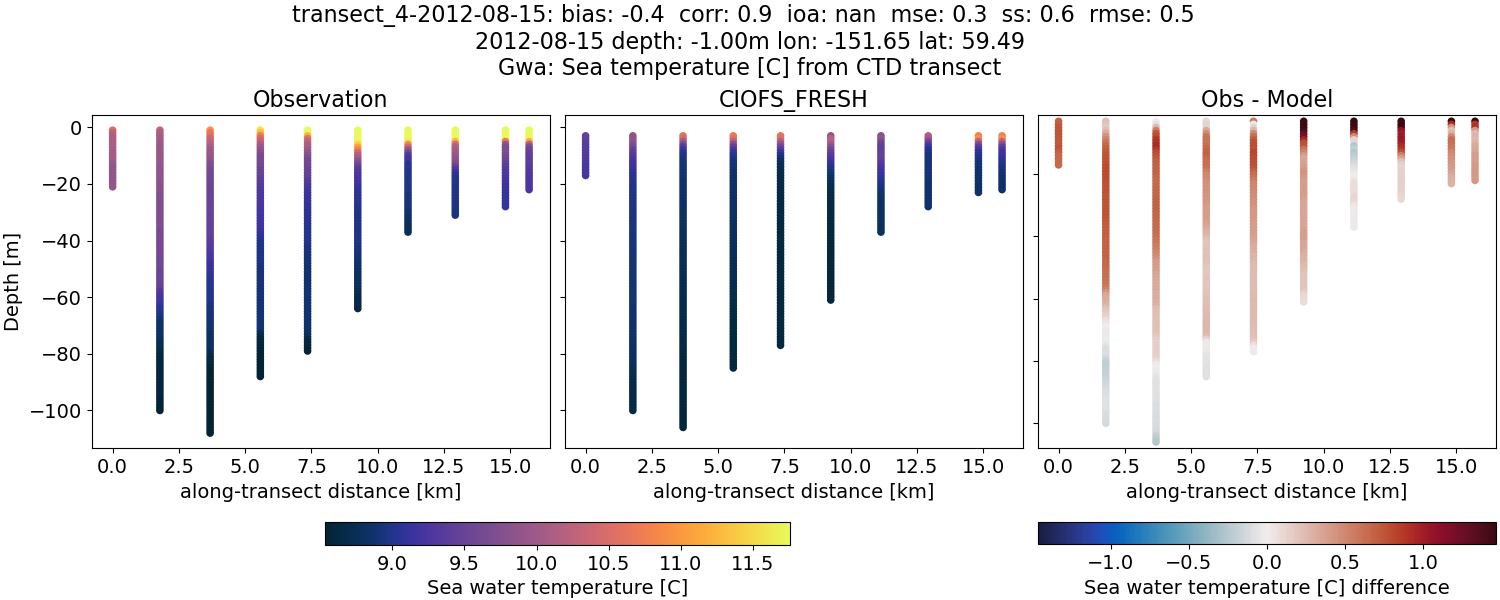 transect_4-2012-08-15: bias: -0.4  corr: 0.9  ioa: nan  mse: 0.3  ss: 0.6  rmse: 0.5
2012-08-15 depth: -1.00m lon: -151.65 lat: 59.49
Gwa: Sea temperature [C] from CTD transect
Observation
CIOFS_FRESH
Obs - Model
Depth [m]
0
−20
−40
−60
−80
−100
0.0 2.5 5.0 7.5 10.0 12.5 15.0
along-transect distance [km]
0.0 2.5 5.0 7.5 10.0 12.5 15.0
along-transect distance [km]
0.0 2.5 5.0 7.5 10.0 12.5 15.0
along-transect distance [km]
9.0 9.5 10.0 10.5 11.0 11.5
Sea water temperature [C]
−1.0 −0.5 0.0 0.5 1.0
Sea water temperature [C] difference